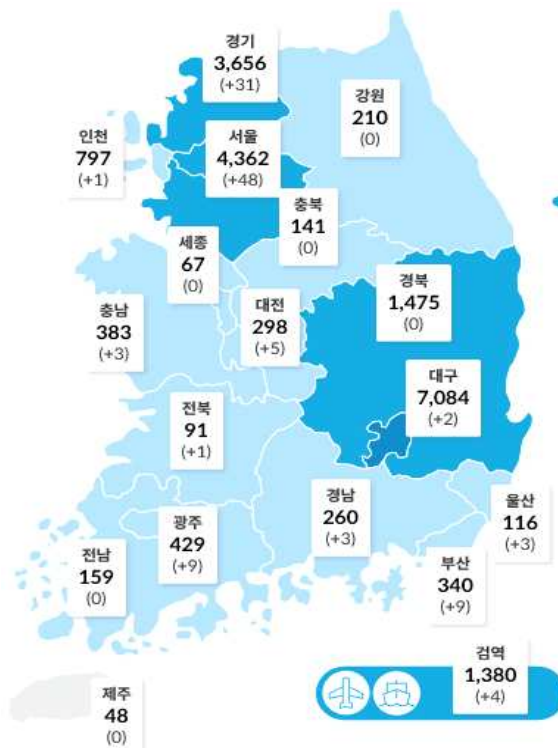 경기
3,656
(+31)
강원
210
(0)
인천
797
(+1)
서울
4,362
(+48)
충북
141
(0)
세종
67
(0)
경북
1,475
(0)
충남
383
(+3)
대전
298
(+5)
대구
7,084
(+2)
전북
91
(+1)
경남
260
(+3)
울산
116
(+3)
광주
429
(+9)
전남
159
(0)
부산
340
(+9)
검역
1,380
(+4)
제주
48
(0)